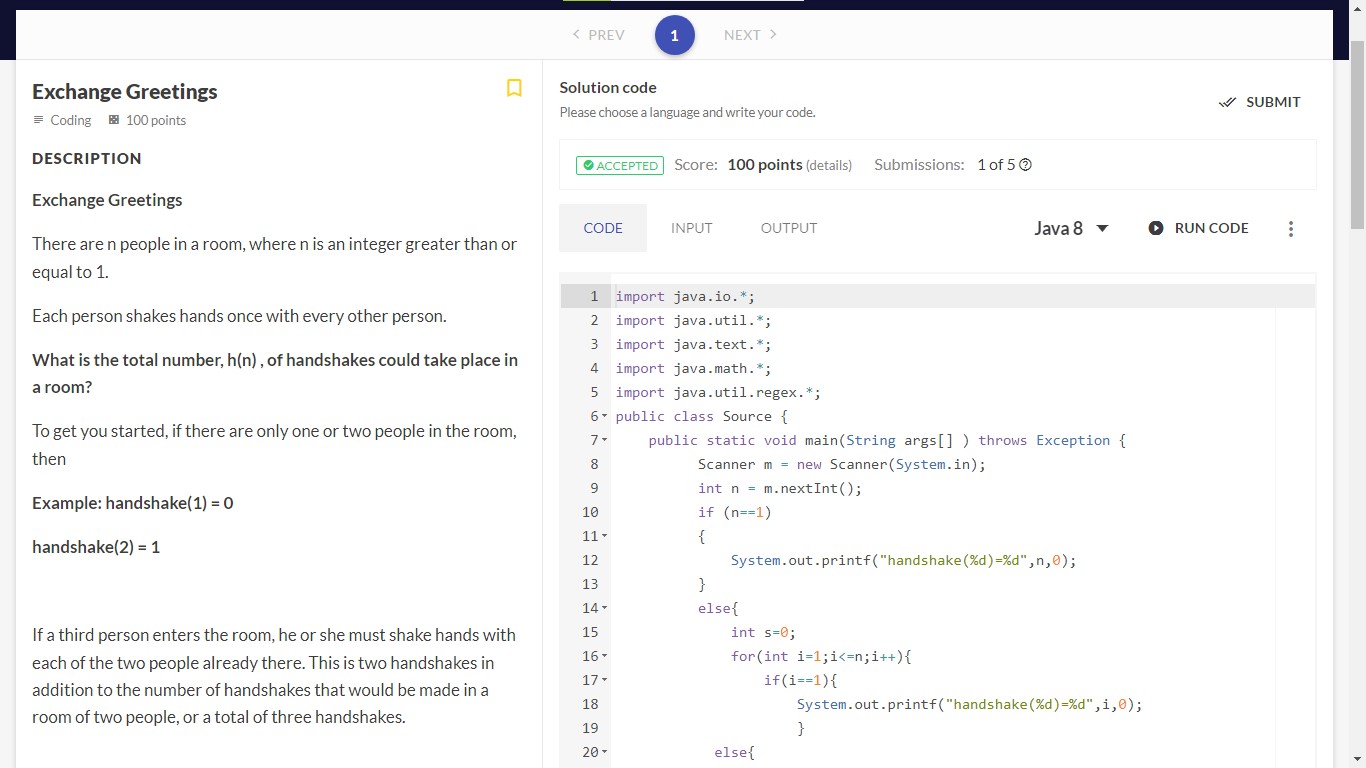 PREV 1 NEXT
Exchange Greetings
Coding 100 points
DESCRIPTION
Exchange Greetings
There are n people in a room, where n is an integer greater than or
equal to 1.
Each person shakes hands once with every other person.
What is the total number, h(n) , of handshakes could take place in
a room?
To get you started, if there are only one or two people in the room,
then
Example: handshake(1) = 0
handshake(2) = 1
If a third person enters the room, he or she must shake hands with
each of the two people already there. This is two handshakes in
addition to the number of handshakes that would be made in a
room of two people, or a total of three handshakes.
Solution code
Please choose a language and write your code.
SUBMIT
ACCEPTED Score: 100 points (details) Submissions: 1 of 5
CODE INPUT OUTPUT Java 8 RUN CODE
1 import java.io.*;
2 import java.util.*;
3 import java.text.*;
4 import java.math.*;
5 import java.util.regex.*;
6 public class Source {
7 public static void main(String args[] ) throws Exception {
8 Scanner m = new Scanner(System.in);
9 int n = m.nextInt();
10 if (n==1)
11 {
12 System.out.printf("handshake(%d)=%d",n,0);
13 }
14 else{
15 int s=0;
16 for(int i=1;i<=n;i++){
17 if(i==1){
18 System.out.printf("handshake(%d)=%d",i,0);
19 }
20 else{